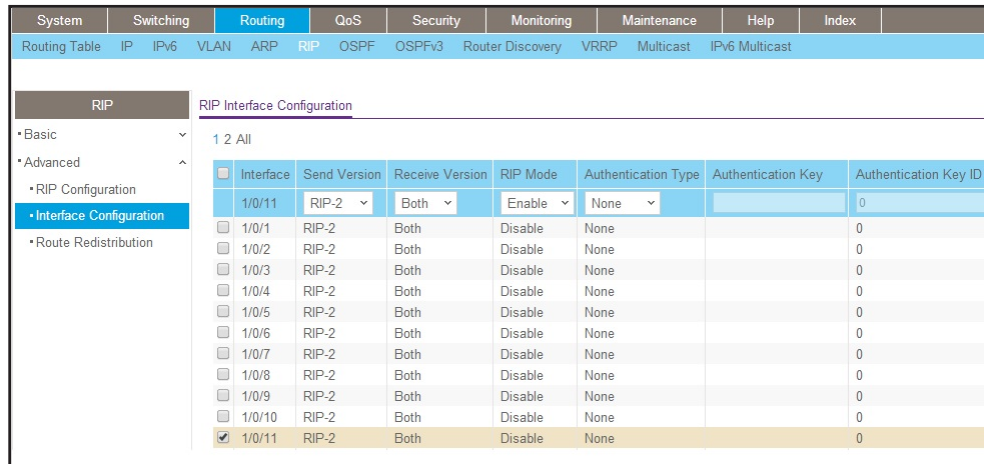 System Switching Routing QoS Security Monitoring Maintenance Help Index
Routing Table IP IPv6 VLAN ARP RIP OSPF OSPFv3 Router Discovery VRRP Multicast IPv6 Multicast
RIP
Basic
Advanced
RIP Configuration
Interface Configuration
Route Redistribution
RIP Interface Configuration
1 2 All
Interface Send Version Receive Version RIP Mode Authentication Type Authentication Key Authentication Key ID
1/0/11 RIP-2 Both Enable None 0
1/0/1 RIP-2 Both Disable None 0
1/0/2 RIP-2 Both Disable None 0
1/0/3 RIP-2 Both Disable None 0
1/0/4 RIP-2 Both Disable None 0
1/0/5 RIP-2 Both Disable None 0
1/0/6 RIP-2 Both Disable None 0
1/0/7 RIP-2 Both Disable None 0
1/0/8 RIP-2 Both Disable None 0
1/0/9 RIP-2 Both Disable None 0
1/0/10 RIP-2 Both Disable None 0
1/0/11 RIP-2 Both Disable None 0